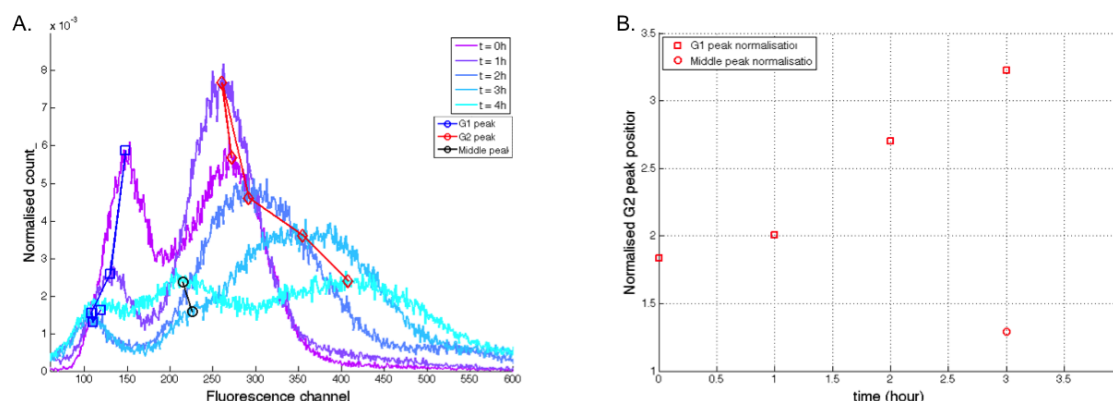 A.
× 10⁻³
Normalised count_
8
7
6
5
4
3
2
1
0
100
150
200
250
300
350
400
450
500
550
600
Fluorescence channel
t = 0h
t = 1h
t = 2h
t = 3h
t = 4h
G1 peak
G2 peak
Middle peak
B.
Normalised G2 peak position
3.5
3
2.5
2
1.5
1
0
0.5
1
1.5
2
2.5
3
3.5
time (hour)
G1 peak normalisation
Middle peak normalisatio